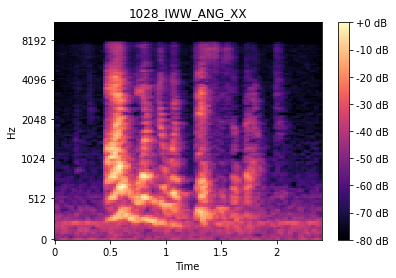 1028_IWW_ANG_XX
+0 dB
8192
-10 dB
4096
-20 dB
-30 dB
2048
-40 dB
Hz
1024
-50 dB
512
-60 dB
-70 dB
0
-80 dB
0 0.5 1 1.5 2
Time